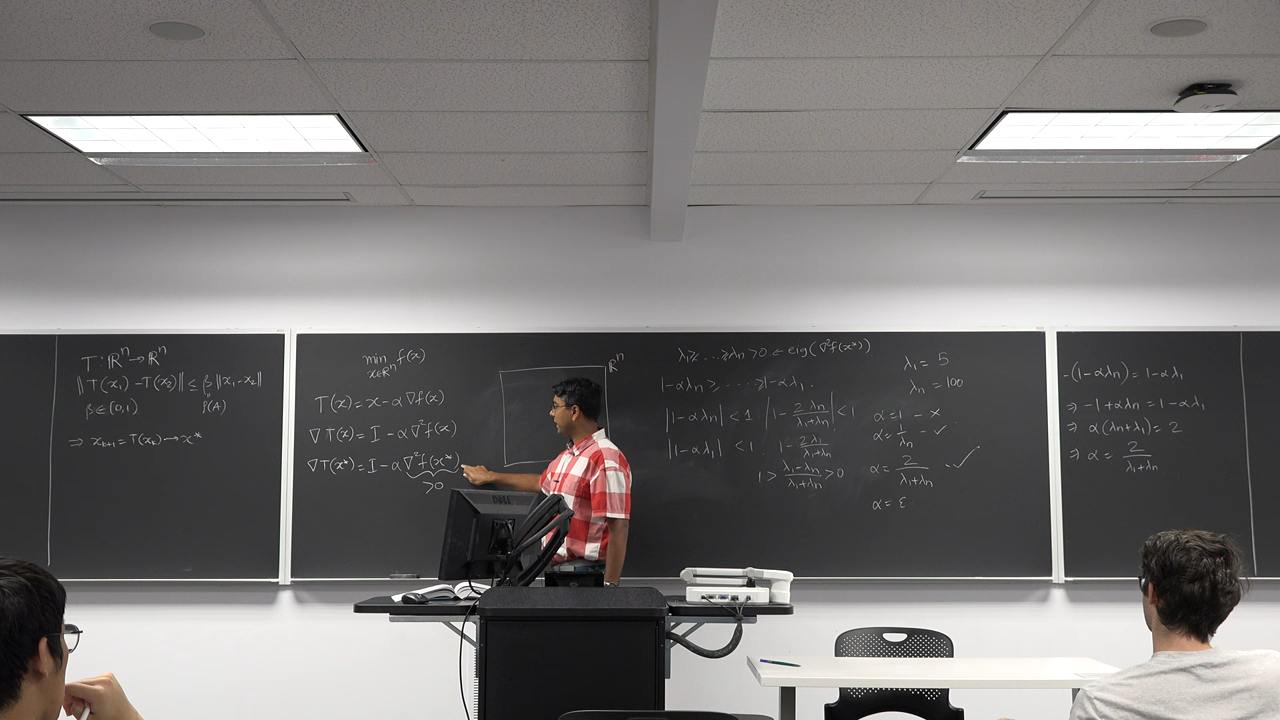 T : ℝⁿ → ℝⁿ
‖T(x₁) - T(x₂)‖ ≤ β ‖x₁ - x₂‖
β ∈ [0,1) ρ(A)
⇒ x_{k+1} = T(x_k) → x*
min f(x)
x∈ℝⁿ
T(x) = x - α∇f(x)
∇T(x) = I - α∇²f(x)
∇T(x*) = I - α∇²f(x*)
>0
ℝⁿ
DELL
λ₁ ≥ ... ≥ λn > 0 ∈ eig(∇²f(x*))
1-αλn ≥ ..... ≥ 1-αλ₁.
|1-αλn| < 1 |1 - 2λn/(λ₁+λn)| < 1
|1-αλ₁| < 1 1 - 2λ₁/(λ₁+λn)
1 > (λ₁-λn)/(λ₁+λn) > 0
λ₁ = 5
λn = 100
α = 1 - ×
α = 1/λn - ✓
α = 2/(λ₁+λn) - ✓
α = ε
-(1-αλn) = 1-αλ₁
⇒ -1+αλn = 1-αλ₁
⇒ α(λn+λ₁) = 2
⇒ α = 2/(λ₁+λn)